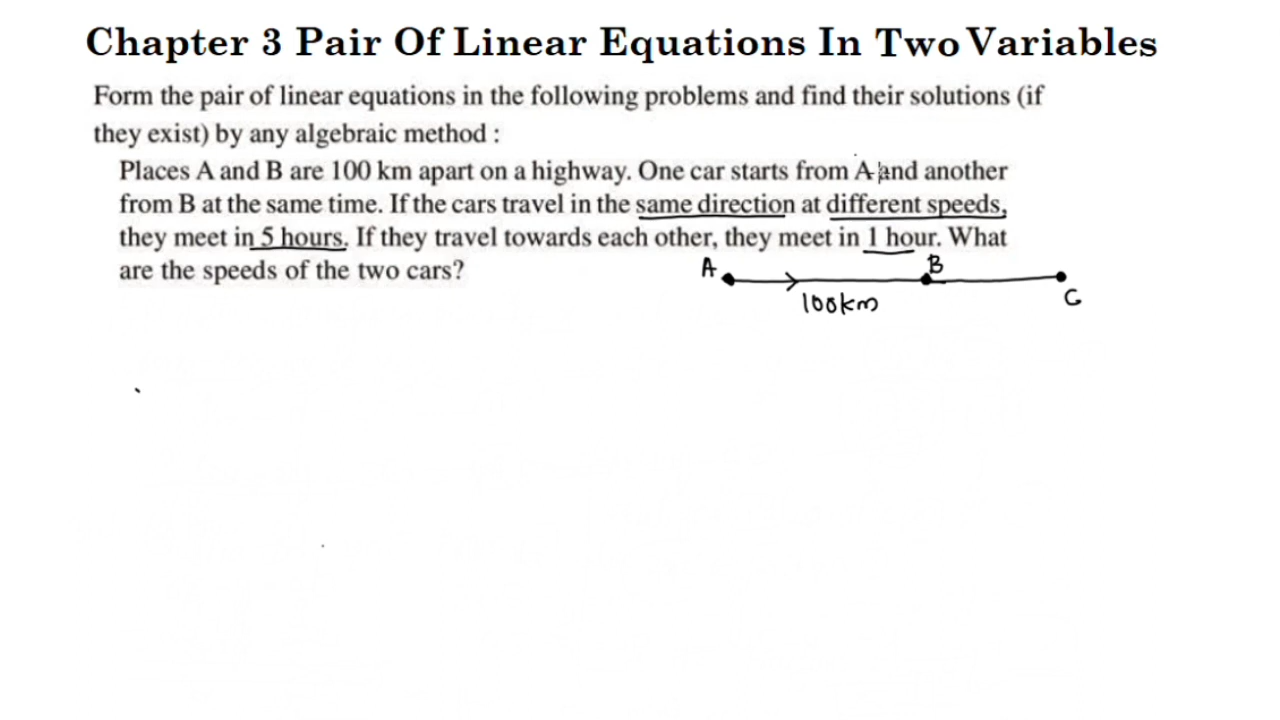 Chapter 3 Pair Of Linear Equations In Two Variables
Form the pair of linear equations in the following problems and find their solutions (if
they exist) by any algebraic method :
Places A and B are 100 km apart on a highway. One car starts from A and another
from B at the same time. If the cars travel in the same direction at different speeds,
they meet in 5 hours. If they travel towards each other, they meet in 1 hour. What
are the speeds of the two cars?
A B
100km C